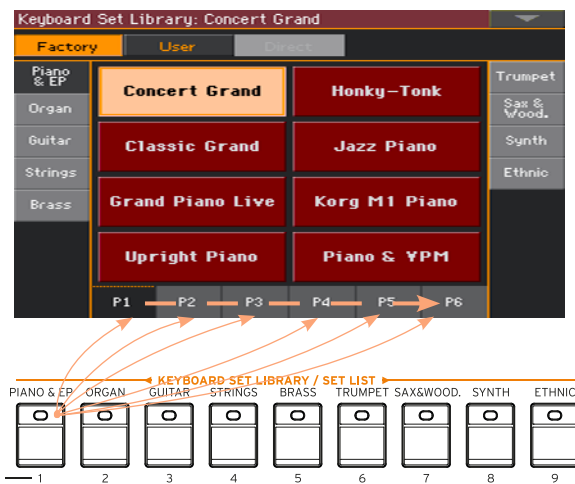 Keyboard Set Library: Concert Grand
Factory User Direct
Piano & EP
Organ
Guitar
Strings
Brass
Concert Grand Honky-Tonk
Classic Grand Jazz Piano
Grand Piano Live Korg M1 Piano
Upright Piano Piano & YPM
Trumpet
Sax & Wood.
Synth
Ethnic
P1 P2 P3 P4 P5 P6
KEYBOARD SET LIBRARY / SET LIST
PIANO & EP ORGAN GUITAR STRINGS BRASS TRUMPET SAX&WOOD. SYNTH ETHNIC
1 2 3 4 5 6 7 8 9